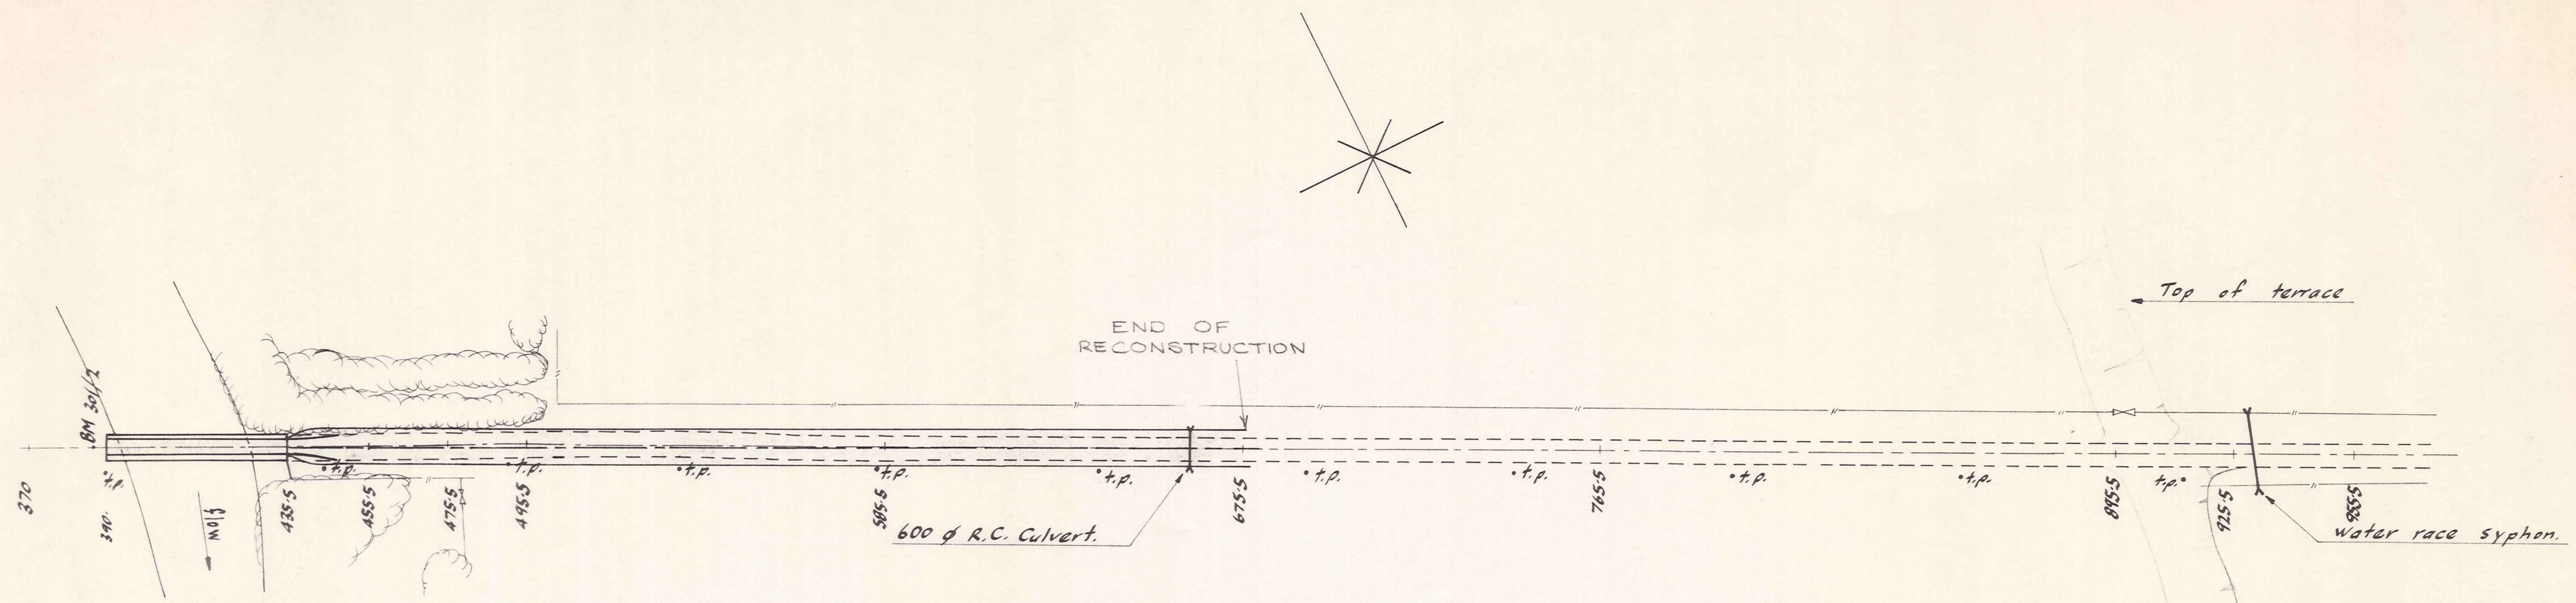 Top of terrace
END OF
RECONSTRUCTION
BM 301/2
t.p.
t.p.
t.p.
t.p.
t.p.
t.p.
t.p.
t.p.
t.p.
t.p.
t.p.
370
390.
flow
435.5
455.5
475.5
495.5
585.5
675.5
765.5
895.5
925.5
955.5
600 ϕ R.C. Culvert.
Water race syphon.